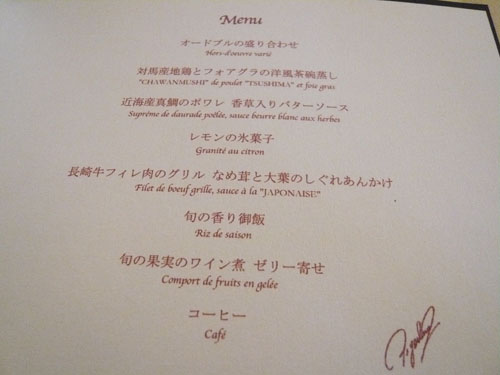 Menu
オードブルの盛り合わせ
Hors-d'oeuvre varié
対馬産地鶏とフォアグラの洋風茶碗蒸し
"CHAWANMUSHI" de poulet "TSUSHIMA" et foie gras
近海産真鯛のポワレ 香草入りバターソース
Suprême de daurade poêlée, sauce beurre blanc aux herbes
レモンの氷菓子
Granité au citron
長崎牛フィレ肉のグリル なめ茸と大葉のしぐれあんかけ
Filet de boeuf grille, sauce à la "JAPONAISE"
旬の香り御飯
Riz de saison
旬の果実のワイン煮 ゼリー寄せ
Comport de fruits en gelée
コーヒー
Café